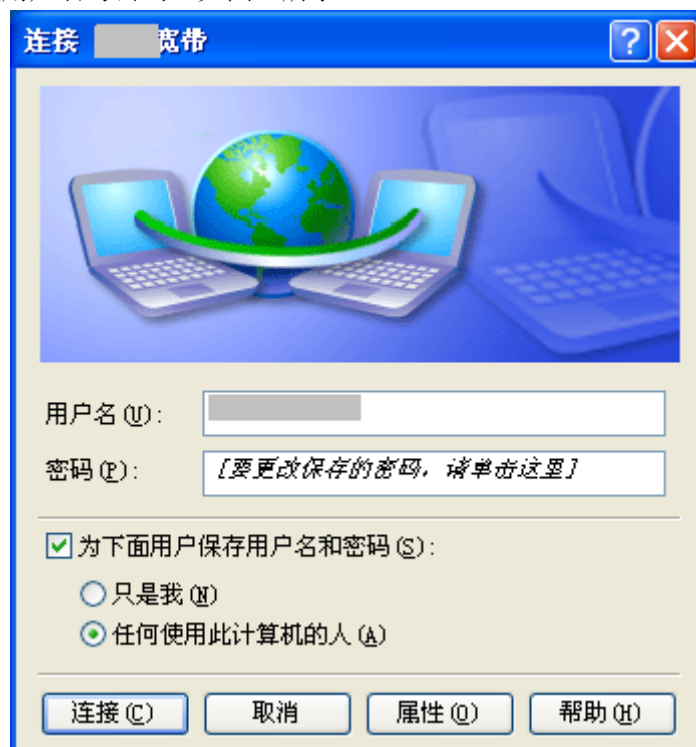 连接 宽带
用户名(U):
密码(P): [要更改保存的密码，请单击这里]
为下面用户保存用户名和密码(S):
只是我(N)
任何使用此计算机的人(A)
连接(C) 取消 属性(O) 帮助(H)